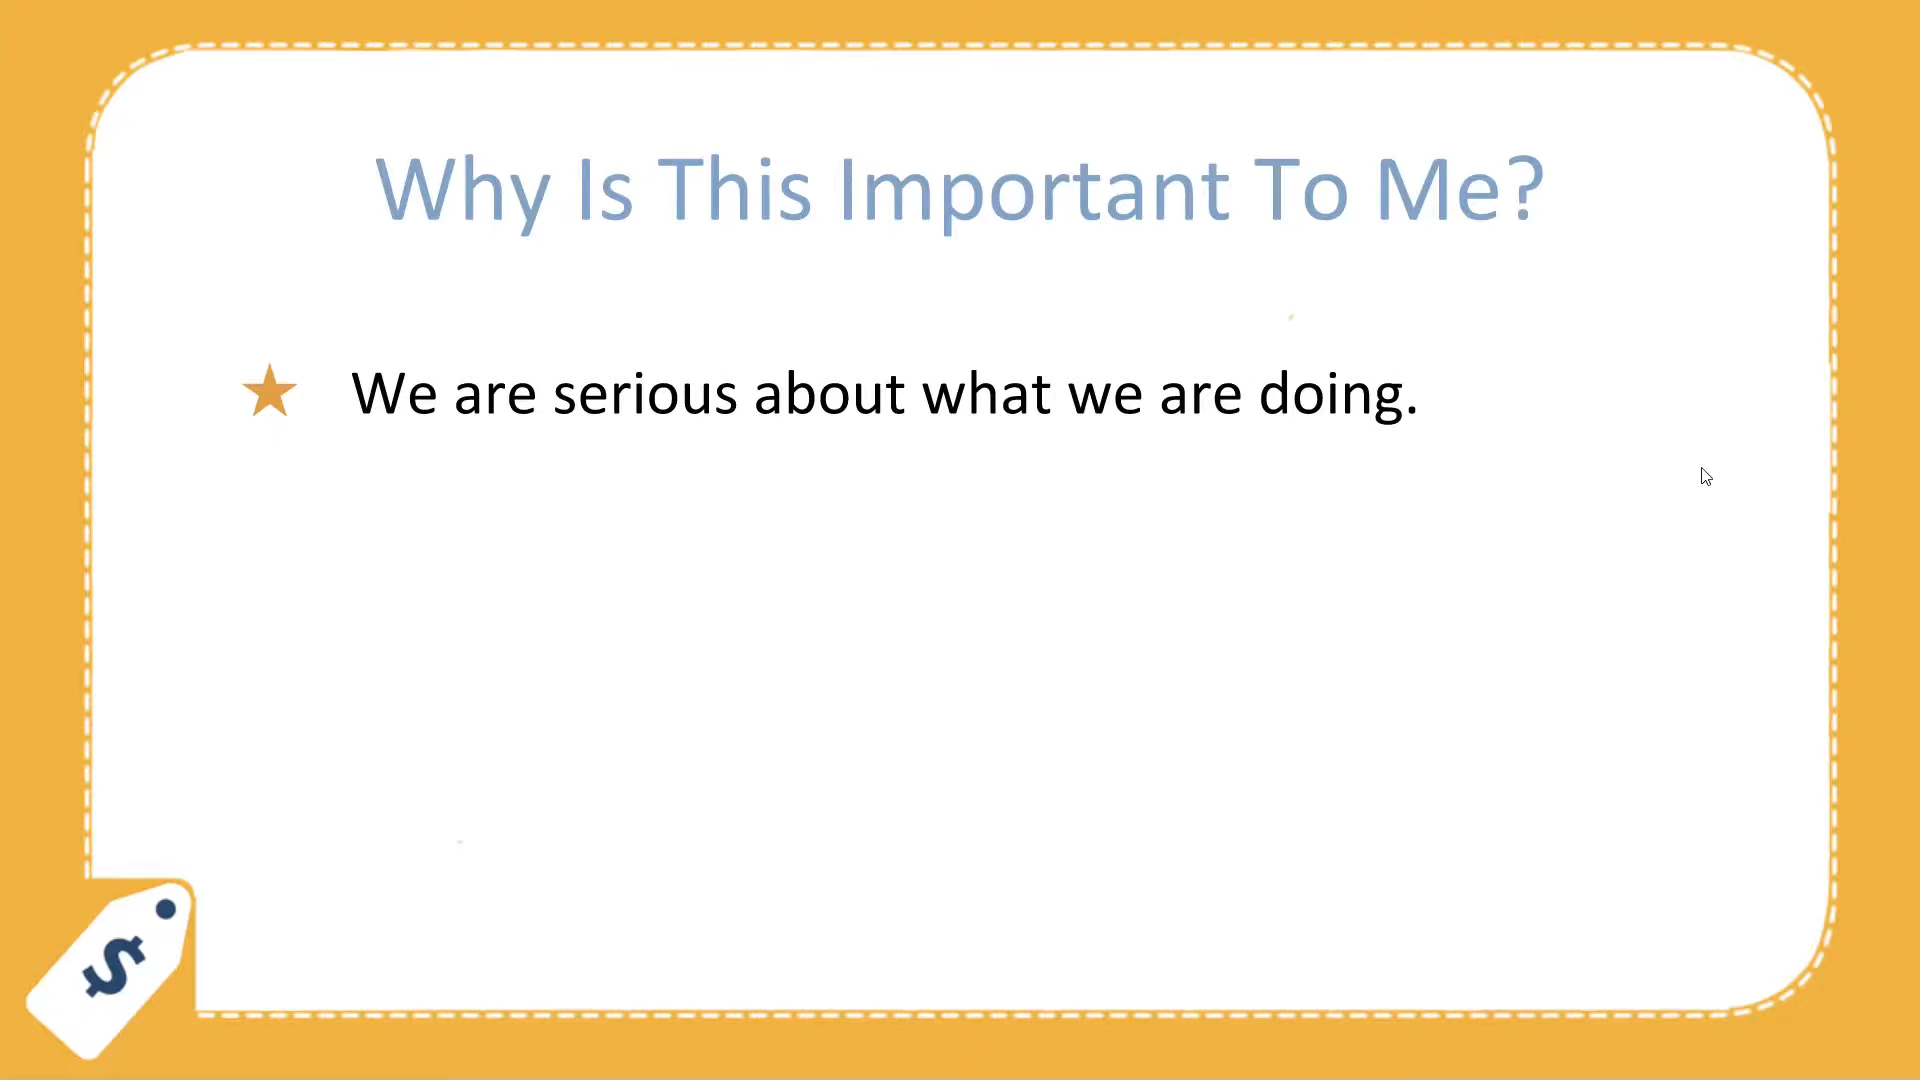 Why Is This Important To Me?
We are serious about what we are doing.
$